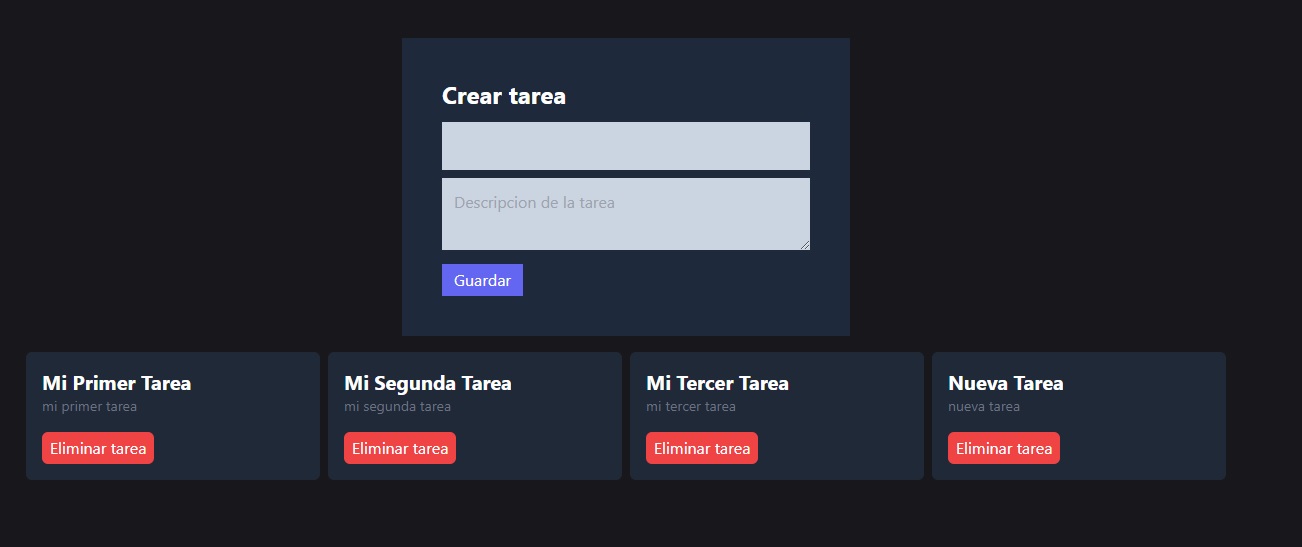 Crear tarea
Descripcion de la tarea
Guardar
Mi Primer Tarea
mi primer tarea
Eliminar tarea
Mi Segunda Tarea
mi segunda tarea
Eliminar tarea
Mi Tercer Tarea
mi tercer tarea
Eliminar tarea
Nueva Tarea
nueva tarea
Eliminar tarea